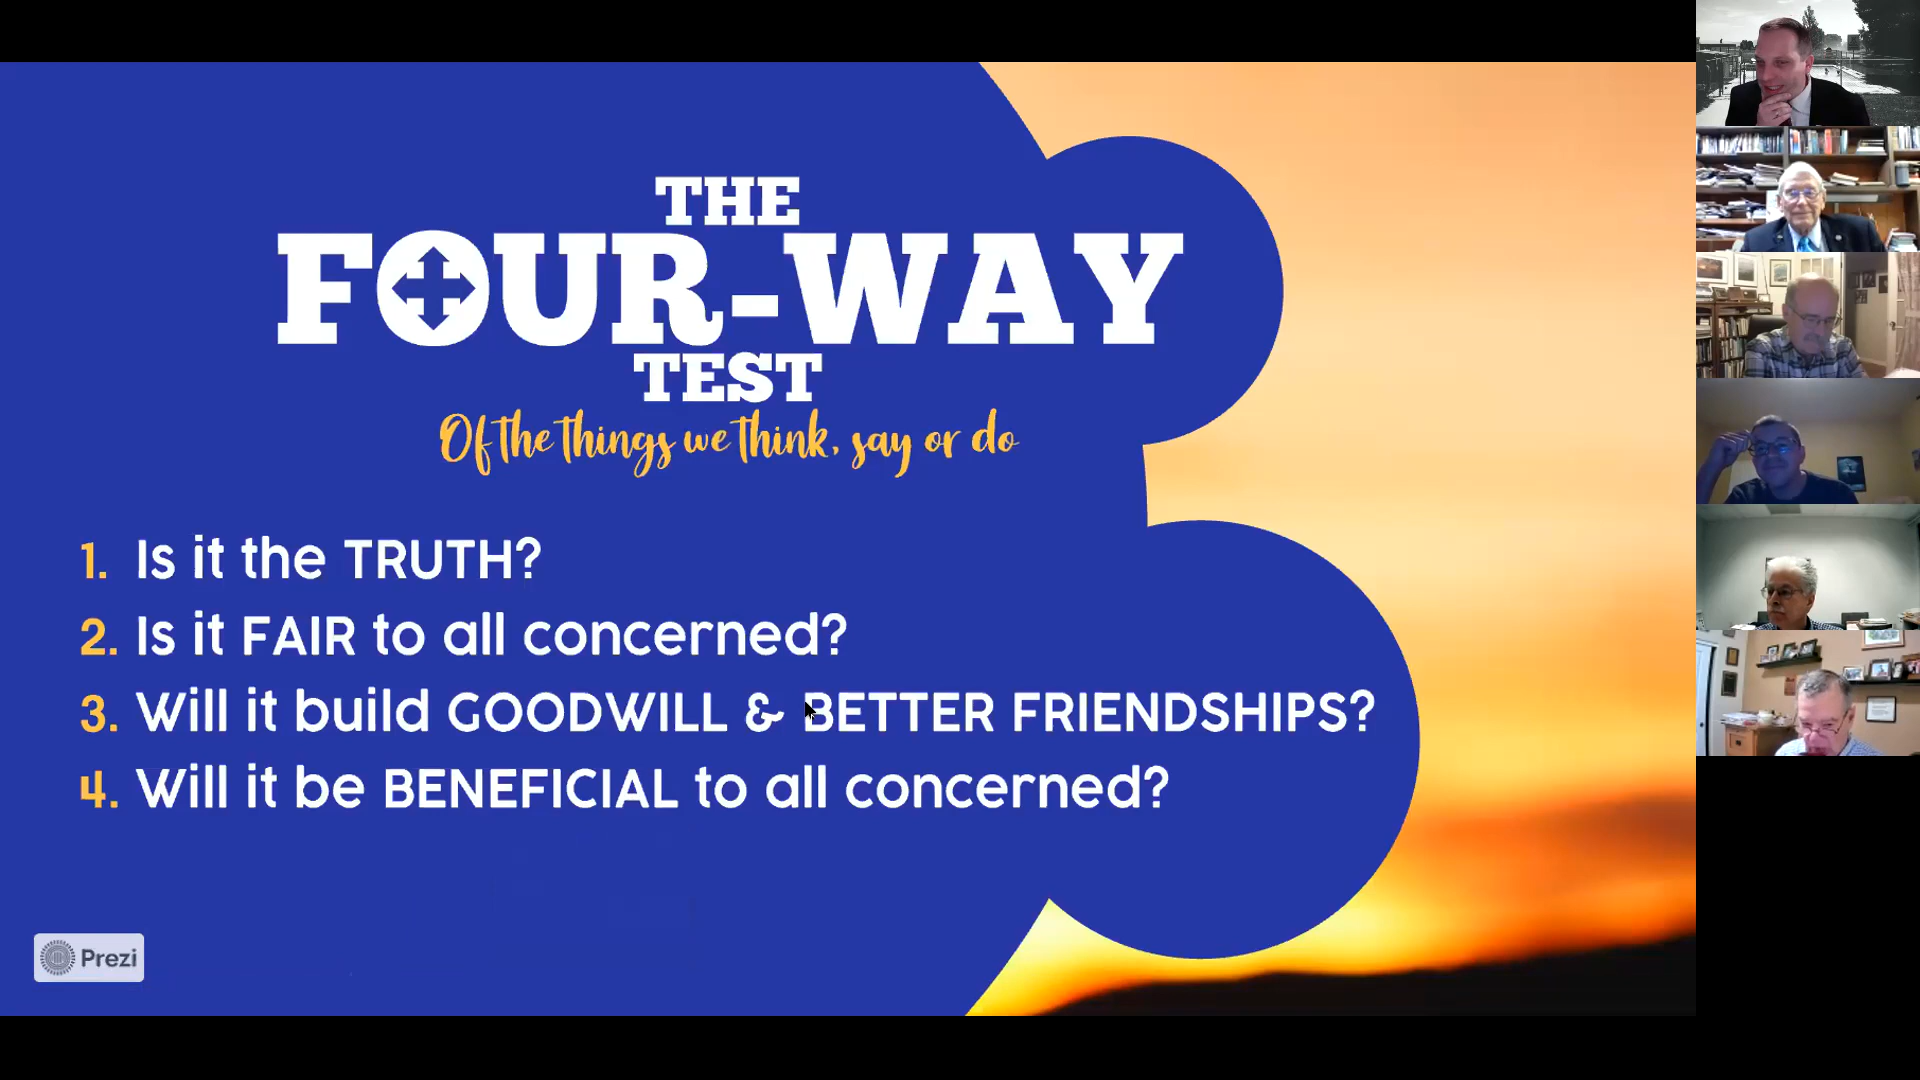 THE
FOUR-WAY
TEST
Of the things we think, say or do
1. Is it the TRUTH?
2. Is it FAIR to all concerned?
3. Will it build GOODWILL & BETTER FRIENDSHIPS?
4. Will it be BENEFICIAL to all concerned?
Prezi